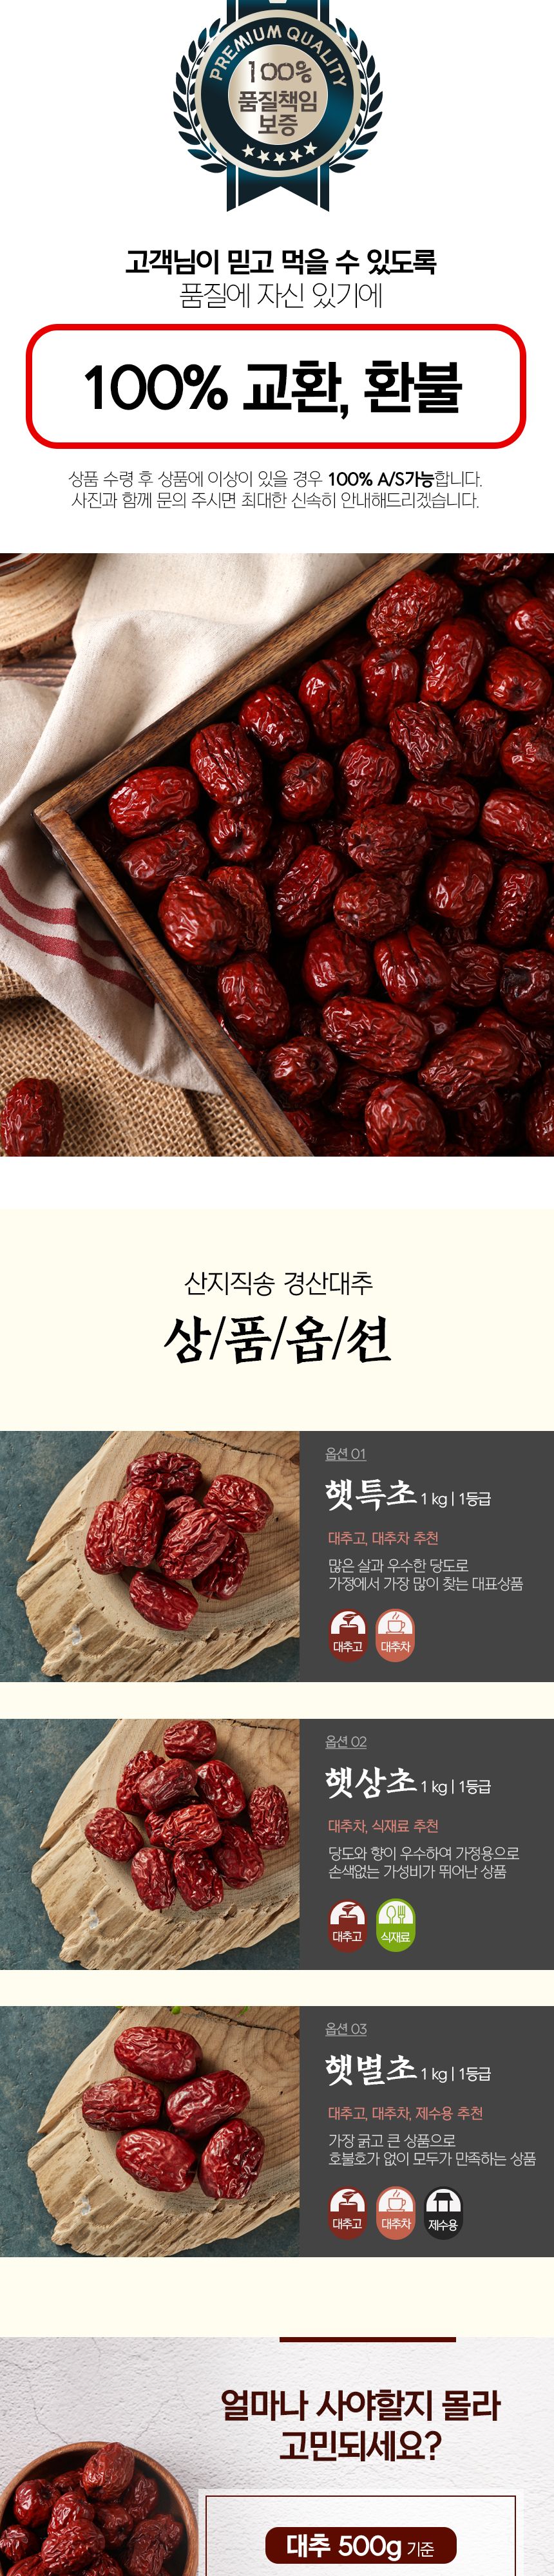 PREMIUM QUALITY
100%
품질책임
보증
고객님이 믿고 먹을 수 있도록
품질에 자신 있기에
100% 교환, 환불
상품 수령 후 상품에 이상이 있을 경우 100% A/S가능합니다.
사진과 함께 문의 주시면 최대한 신속히 안내해드리겠습니다.
산지직송 경산대추
상/품/옵/션
옵션 01
햇특초 1 kg | 1등급
대추고, 대추차 추천
많은 살과 우수한 당도로
가정에서 가장 많이 찾는 대표상품
대추고 대추차
옵션 02
햇상초 1 kg | 1등급
대추차, 식재료 추천
당도와 향이 우수하여 가정용으로
손색없는 가성비가 뛰어난 상품
대추고 식재료
옵션 03
햇별초 1 kg | 1등급
대추고, 대추차, 제수용 추천
가장 굵고 큰 상품으로
호불호가 없이 모두가 만족하는 상품
대추고 대추차 제수용
얼마나 사야할지 몰라
고민되세요?
대추 500g 기준